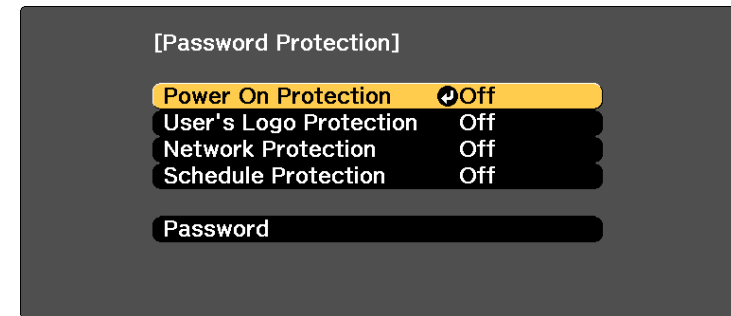 [Password Protection]
Power On Protection Off
User's Logo Protection Off
Network Protection Off
Schedule Protection Off
Password